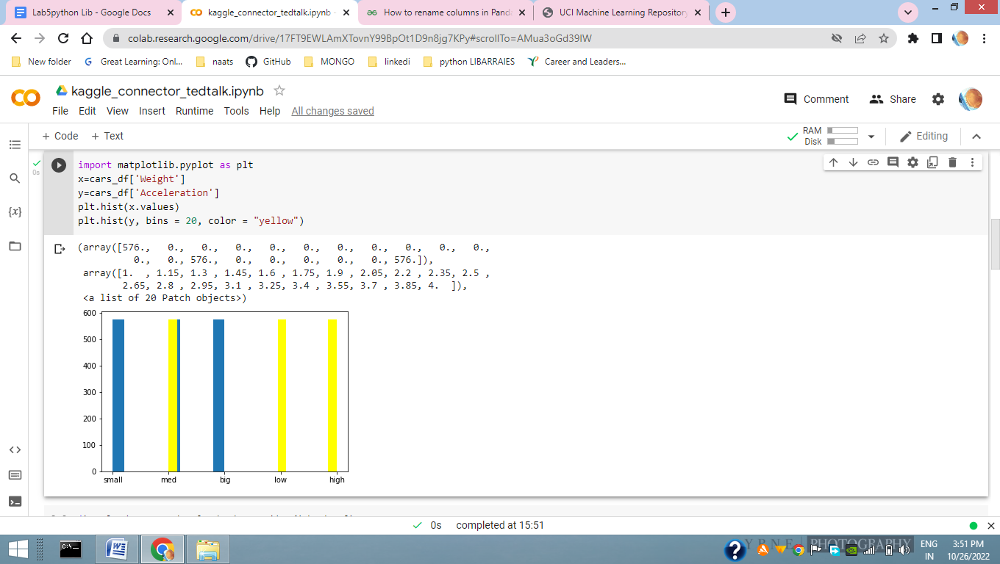 Lab5python Lib - Google Docs
kaggle_connector_tedtalk.ipynb -
How to rename columns in Panda
UCI Machine Learning Repository
colab.research.google.com/drive/17FT9EWLAmXTovnY99BpOt1D9n8jg7KPy#scrollTo=AMua3oGd39IW
New folder
G Great Learning: Onl...
naats
GitHub
MONGO
linkedi
python LIBARRAIES
Career and Leaders...
kaggle_connector_tedtalk.ipynb
Comment
Share
File Edit View Insert Runtime Tools Help All changes saved
+ Code + Text
RAM
Disk
Editing
0s
{x}
import matplotlib.pyplot as plt
x=cars_df['Weight']
y=cars_df['Acceleration']
plt.hist(x.values)
plt.hist(y, bins = 20, color = "yellow")
(array([576., 0., 0., 0., 0., 0., 0., 0., 0., 0., 0.,
0., 0., 576., 0., 0., 0., 0., 0., 576.]),
array([1. , 1.15, 1.3 , 1.45, 1.6 , 1.75, 1.9 , 2.05, 2.2 , 2.35, 2.5 ,
2.65, 2.8 , 2.95, 3.1 , 3.25, 3.4 , 3.55, 3.7 , 3.85, 4. ]),
<a list of 20 Patch objects>)
600
500
400
300
200
100
0
small med big low high
0s completed at 15:51
Y R N E | PHOTOGRAPHY
ENG
IN
3:51 PM
10/26/2022